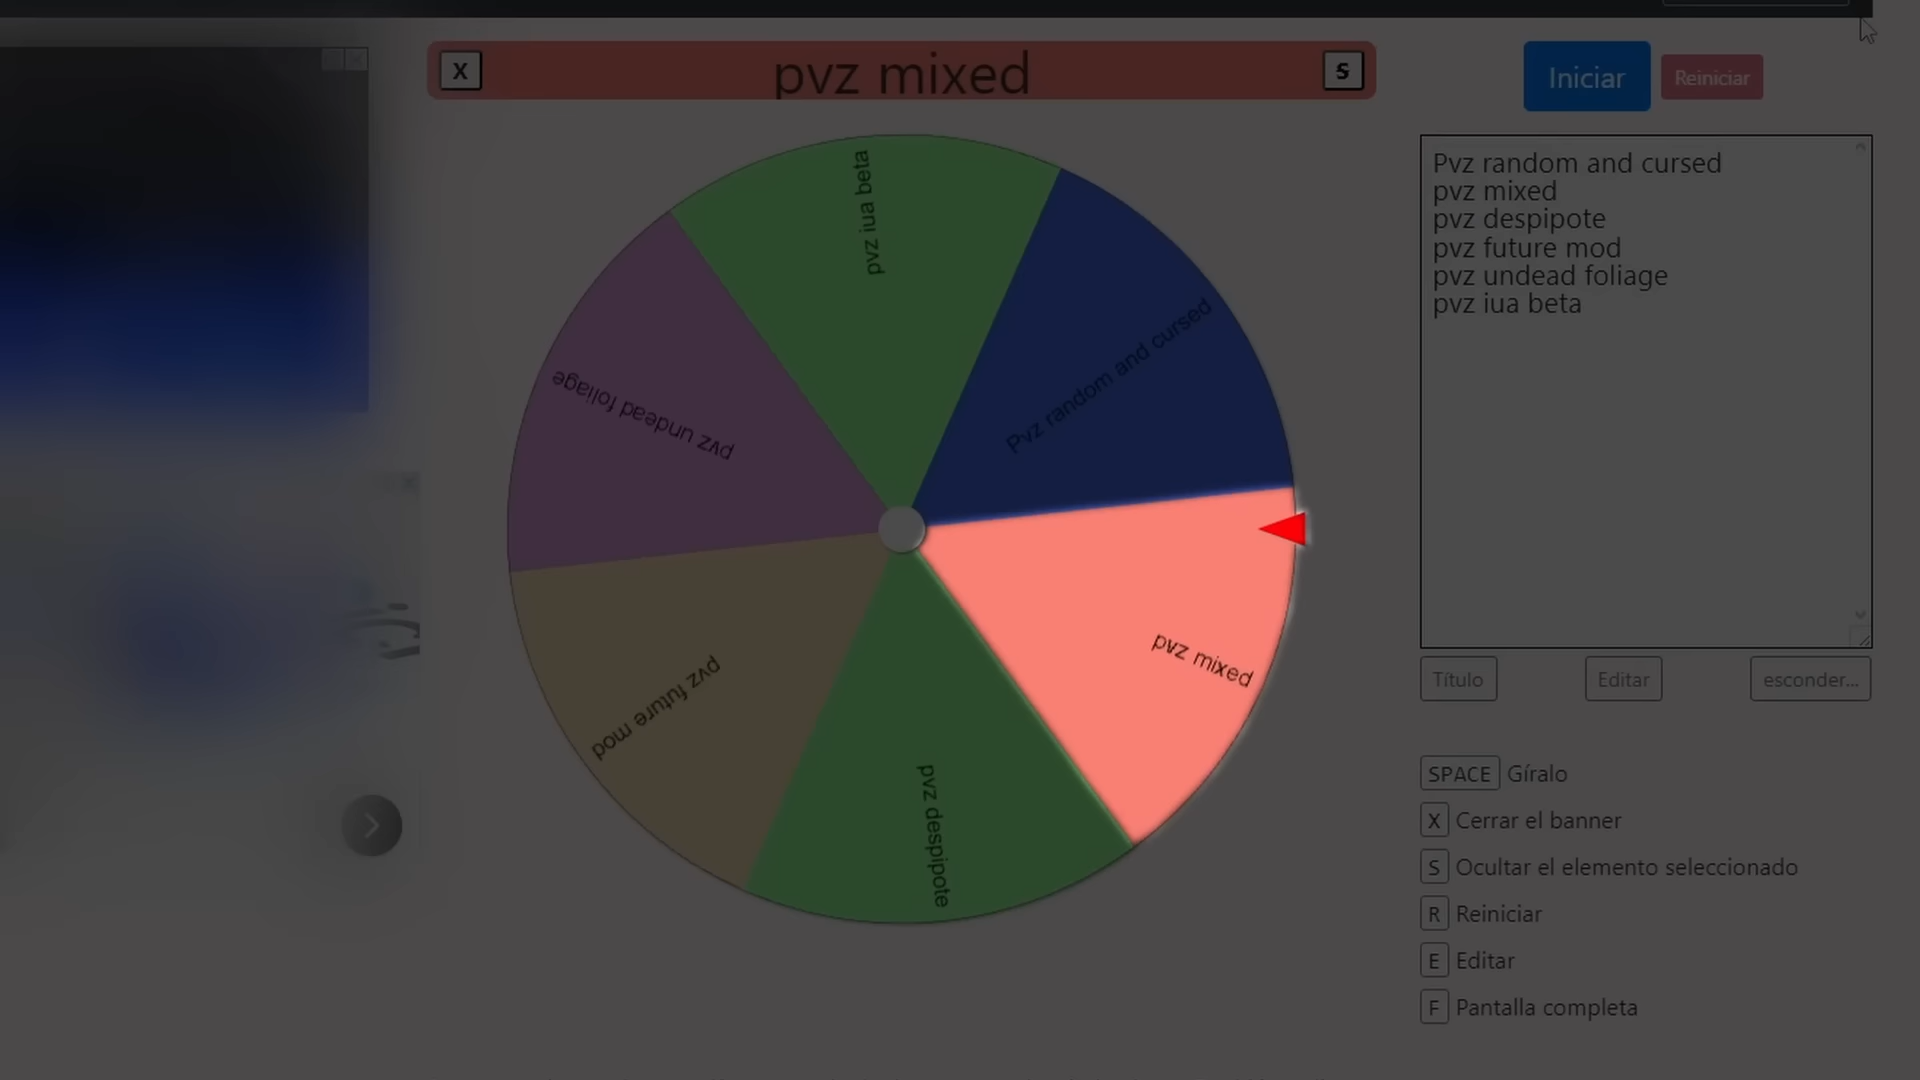 X
pvz mixed
S
Iniciar
Reiniciar
pvz iua beta
Pvz random and cursed
pvz undead foliage
pvz mixed
pvz future mod
pvz despipote
Pvz random and cursed
pvz mixed
pvz despipote
pvz future mod
pvz undead foliage
pvz iua beta
Título
Editar
esconder...
SPACE Gíralo
X Cerrar el banner
S Ocultar el elemento seleccionado
R Reiniciar
E Editar
F Pantalla completa